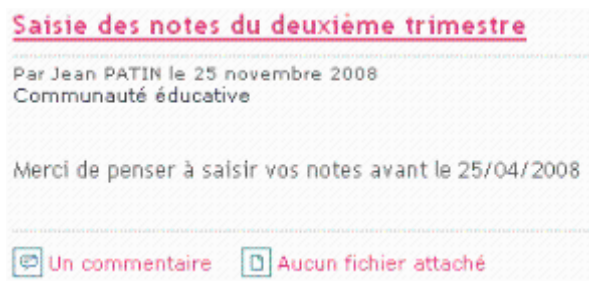 Saisie des notes du deuxième trimestre
Par Jean PATIN le 25 novembre 2008
Communauté éducative
Merci de penser à saisir vos notes avant le 25/04/2008
Un commentaire Aucun fichier attaché